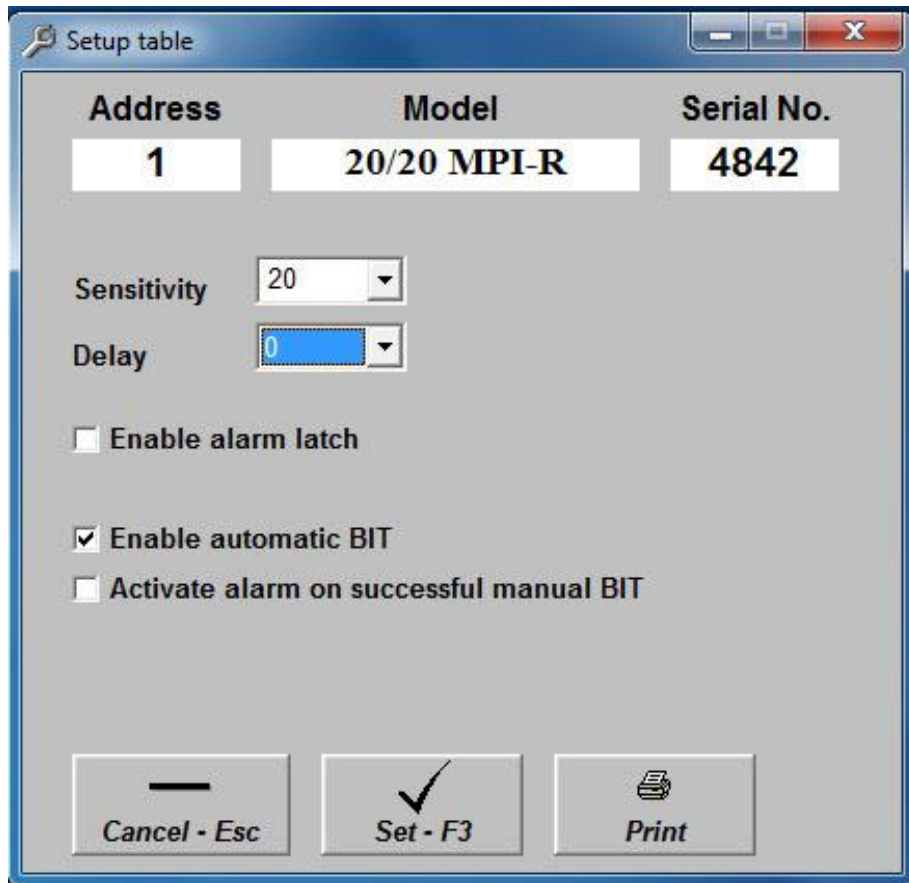 Setup table
Address Model Serial No.
1 20/20 MPI-R 4842
Sensitivity 20
Delay 0
Enable alarm latch
Enable automatic BIT
Activate alarm on successful manual BIT
Cancel - Esc Set - F3 Print